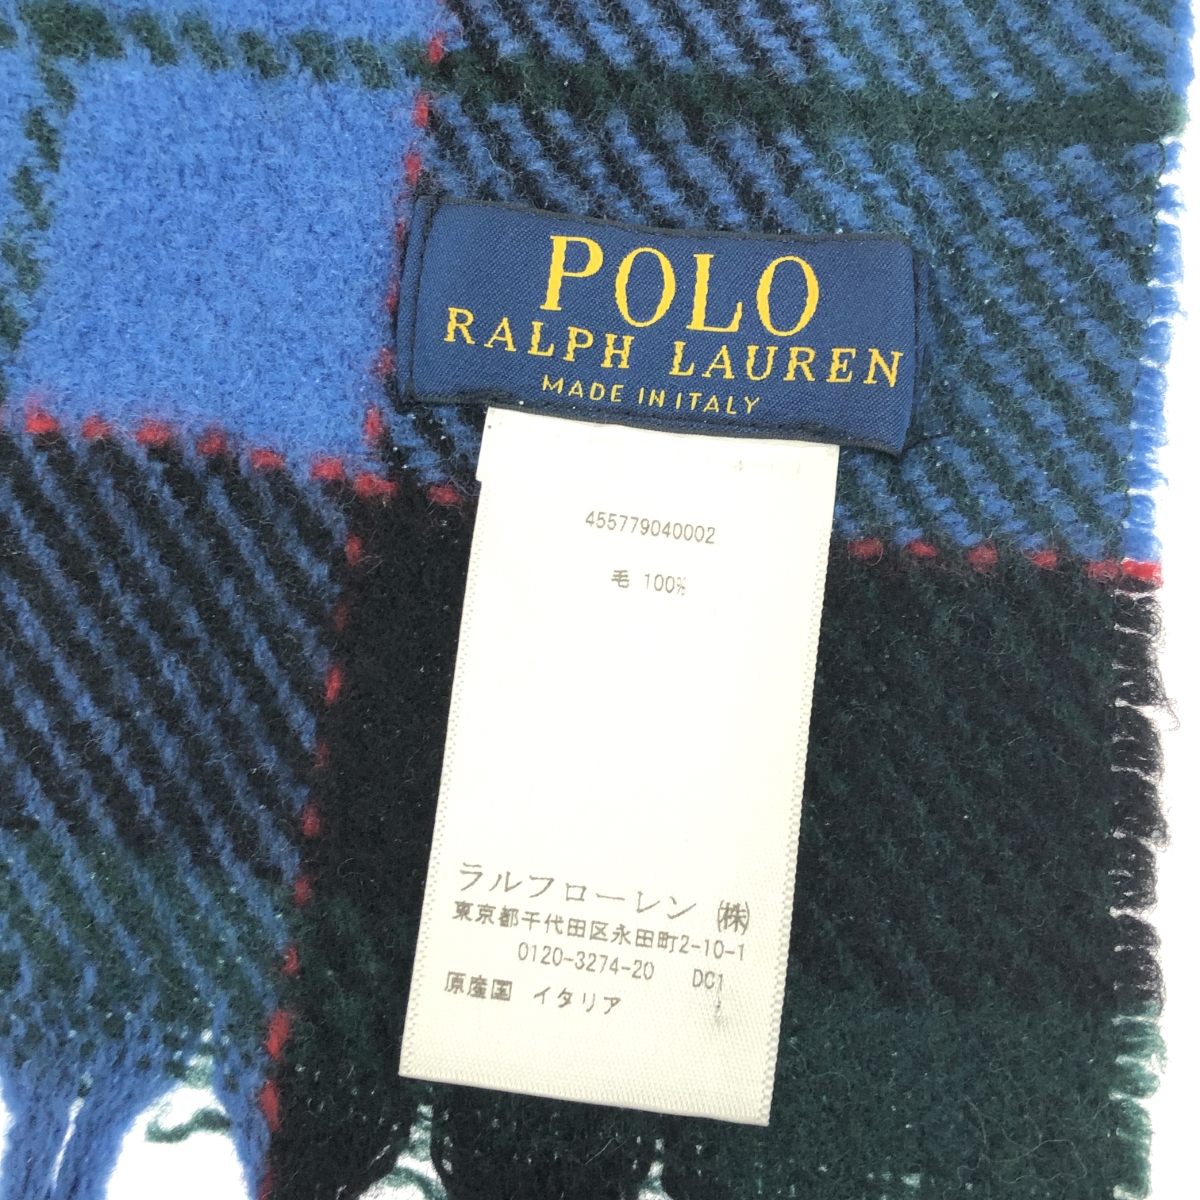 POLO
RALPH LAUREN
MADE IN ITALY
455779040002
毛 100%
ラルフローレン ㈱
東京都千代田区永田町2-10-1
0120-3274-20 DC1
原産国 イタリア